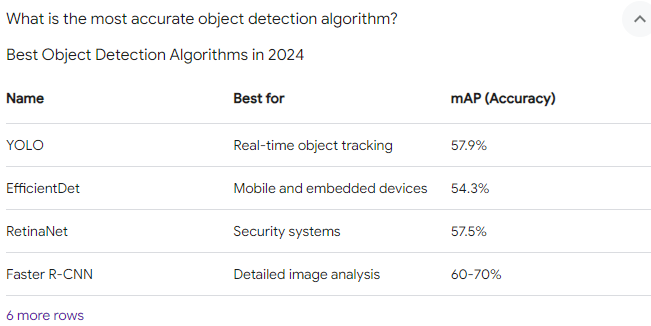 What is the most accurate object detection algorithm?
Best Object Detection Algorithms in 2024
Name Best for mAP (Accuracy)
YOLO Real-time object tracking 57.9%
EfficientDet Mobile and embedded devices 54.3%
RetinaNet Security systems 57.5%
Faster R-CNN Detailed image analysis 60-70%
6 more rows